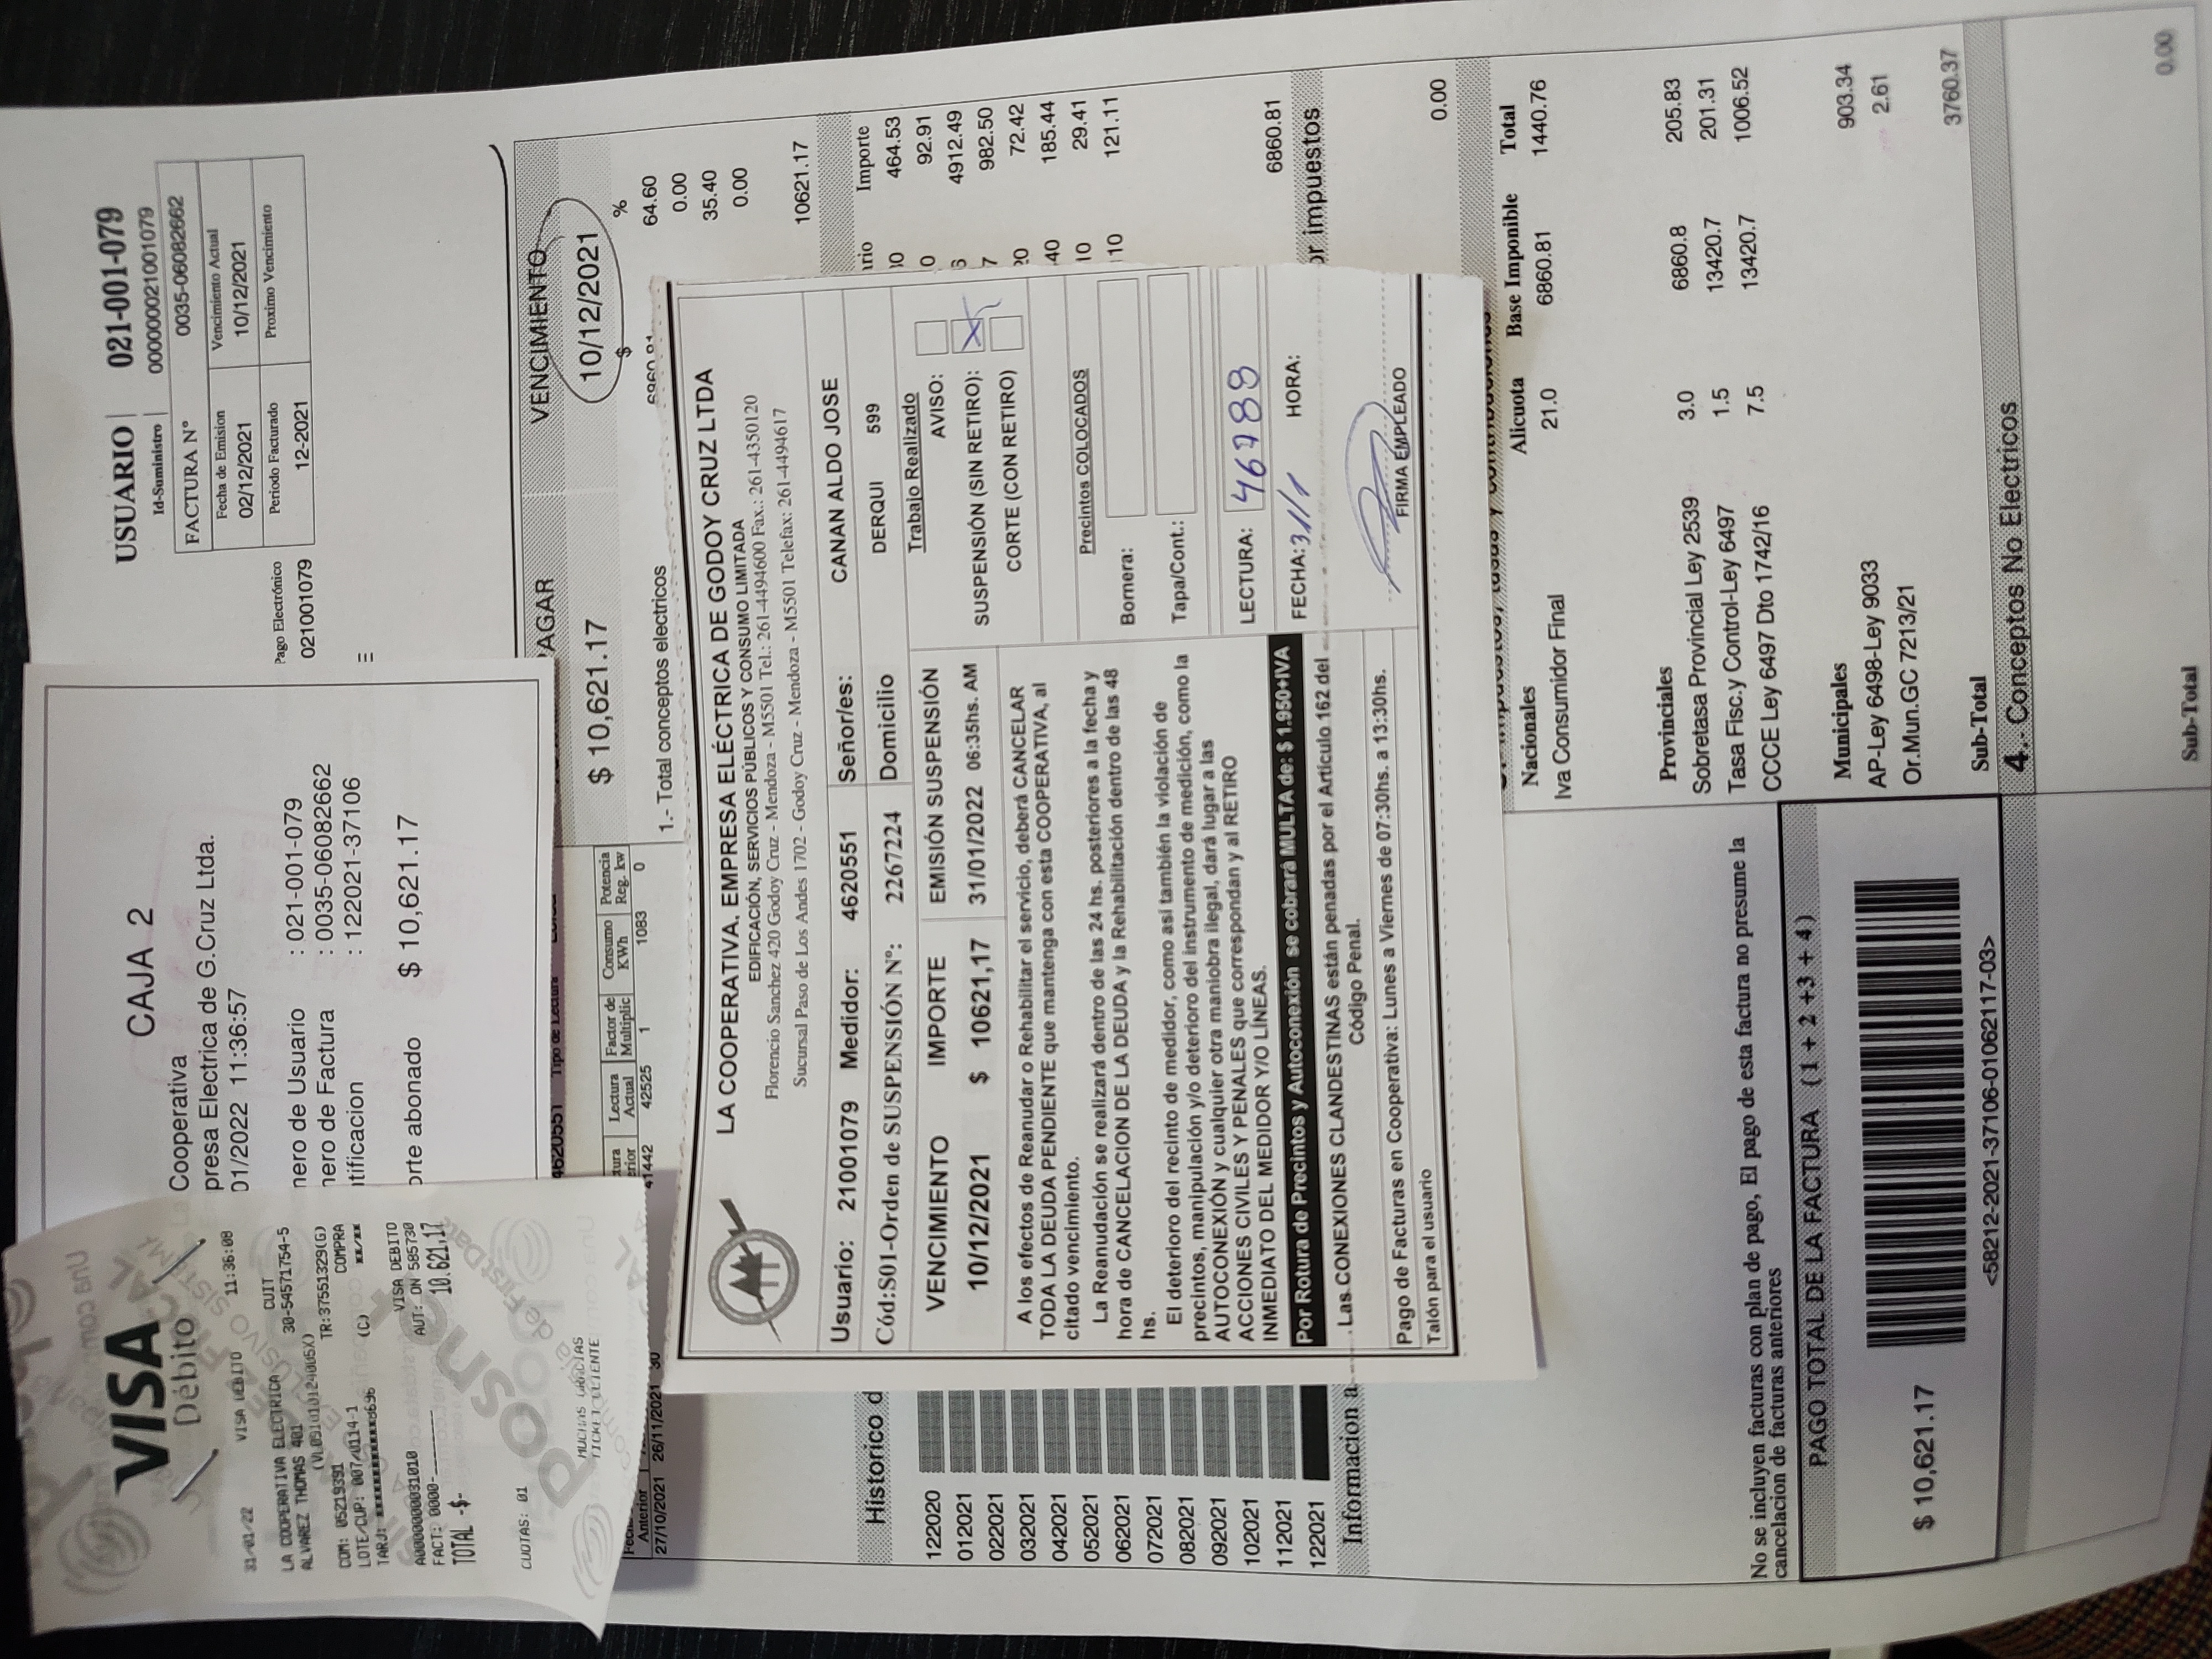 VISA
Débito
31/01/22 VISA DEBITO 11:36:08
LA COOPERATIVA ELECTRICA CUIT
ALVAREZ THOMAS 401 30-54571754-5
COM: 05219391 TR:37551329(G)
LOTE/CUP: 007/0114-1 COMPRA
TARJ: xxxxxxxxxxxx8696 (C) xx/xx
A0000000031010 VISA DEBITO
FACT: 0000-________ AUT: ON 585730
TOTAL -$- 10.621,17
CUOTAS: 01
posnet
MUCHAS GRACIAS
TICKET CLIENTE
CAJA 2
Cooperativa
presa Electrica de G.Cruz Ltda.
01/2022 11:36:57
nero de Usuario : 021-001-079
nero de Factura : 0035-06082662
ntificacion : 122021-37106
orte abonado $ 10,621.17
USUARIO 021-001-079
Id-Suministro 000000021001079
FACTURA Nº 0035-06082662
Fecha de Emision Vencimiento Actual
02/12/2021 10/12/2021
Pago Electrónico Periodo Facturado Proximo Vencimiento
021001079 12-2021
PAGAR VENCIMIENTO
$ 10,621.17 10/12/2021
4620551 Tipo de Lectura
Lectura Factor de Consumo Potencia
Actual Multiplic KWh Reg. kw
Anterior
27/10/2021 26/11/2021 30 41442 42525 1 1083 0
$ %
1.- Total conceptos electricos 6860.81 64.60
0.00
35.40
0.00
10621.17
LA COOPERATIVA, EMPRESA ELÉCTRICA DE GODOY CRUZ LTDA
EDIFICACIÓN, SERVICIOS PÚBLICOS Y CONSUMO LIMITADA
Florencio Sanchez 420 Godoy Cruz - Mendoza - M5501 Tel.: 261-4494600 Fax.: 261-4350120
Sucursal Paso de Los Andes 1702 - Godoy Cruz - Mendoza - M5501 Telefax: 261-4494617
Usuario: 21001079 Medidor: 4620551 Señor/es: CANAN ALDO JOSE
Cód:S01-Orden de SUSPENSIÓN Nº: 2267224 Domicilio DERQUI 599
VENCIMIENTO IMPORTE EMISIÓN SUSPENSIÓN
10/12/2021 $ 10621,17 31/01/2022 06:35hs. AM
A los efectos de Reanudar o Rehabilitar el servicio, deberá CANCELAR
TODA LA DEUDA PENDIENTE que mantenga con esta COOPERATIVA, al
citado vencimiento.
La Reanudación se realizará dentro de las 24 hs. posteriores a la fecha y
hora de CANCELACION DE LA DEUDA y la Rehabilitación dentro de las 48
hs.
El deterioro del recinto de medidor, como así también la violación de
precintos, manipulación y/o deterioro del instrumento de medición, como la
AUTOCONEXIÓN y cualquier otra maniobra ilegal, dará lugar a las
ACCIONES CIVILES Y PENALES que correspondan y al RETIRO
INMEDIATO DEL MEDIDOR Y/O LÍNEAS.
Por Rotura de Precintos y Autoconexión se cobrará MULTA de: $ 1.950+IVA
Las CONEXIONES CLANDESTINAS están penadas por el Artículo 162 del
Código Penal.
Pago de Facturas en Cooperativa: Lunes a Viernes de 07:30hs. a 13:30hs.
Talón para el usuario
Trabajo Realizado
AVISO:
SUSPENSIÓN (SIN RETIRO): X
CORTE (CON RETIRO)
Precintos COLOCADOS
Bornera:
Tapa/Cont.:
LECTURA: 46788
FECHA: 31/1 HORA:
FIRMA EMPLEADO
Historico d
122020
012021
022021
032021
042021
052021
062021
072021
082021
092021
102021
112021
122021
Informacion a
Importe
464.53
92.91
4912.49
982.50
72.42
185.44
29.41
121.11
6860.81
or impuestos
0.00
Nacionales Alicuota Base Imponible Total
Iva Consumidor Final 21.0 6860.81 1440.76
Provinciales
Sobretasa Provincial Ley 2539 3.0 6860.8 205.83
Tasa Fisc.y Control-Ley 6497 1.5 13420.7 201.31
CCCE Ley 6497 Dto 1742/16 7.5 13420.7 1006.52
Municipales
AP-Ley 6498-Ley 9033 903.34
Or.Mun.GC 7213/21 2.61
Sub-Total 3760.37
4.- Conceptos No Electricos
Sub-Total 0.00
No se incluyen facturas con plan de pago, El pago de esta factura no presume la
cancelacion de facturas anteriores
PAGO TOTAL DE LA FACTURA (1 + 2 +3 + 4)
$ 10,621.17
<58212-2021-37106-01062117-03>